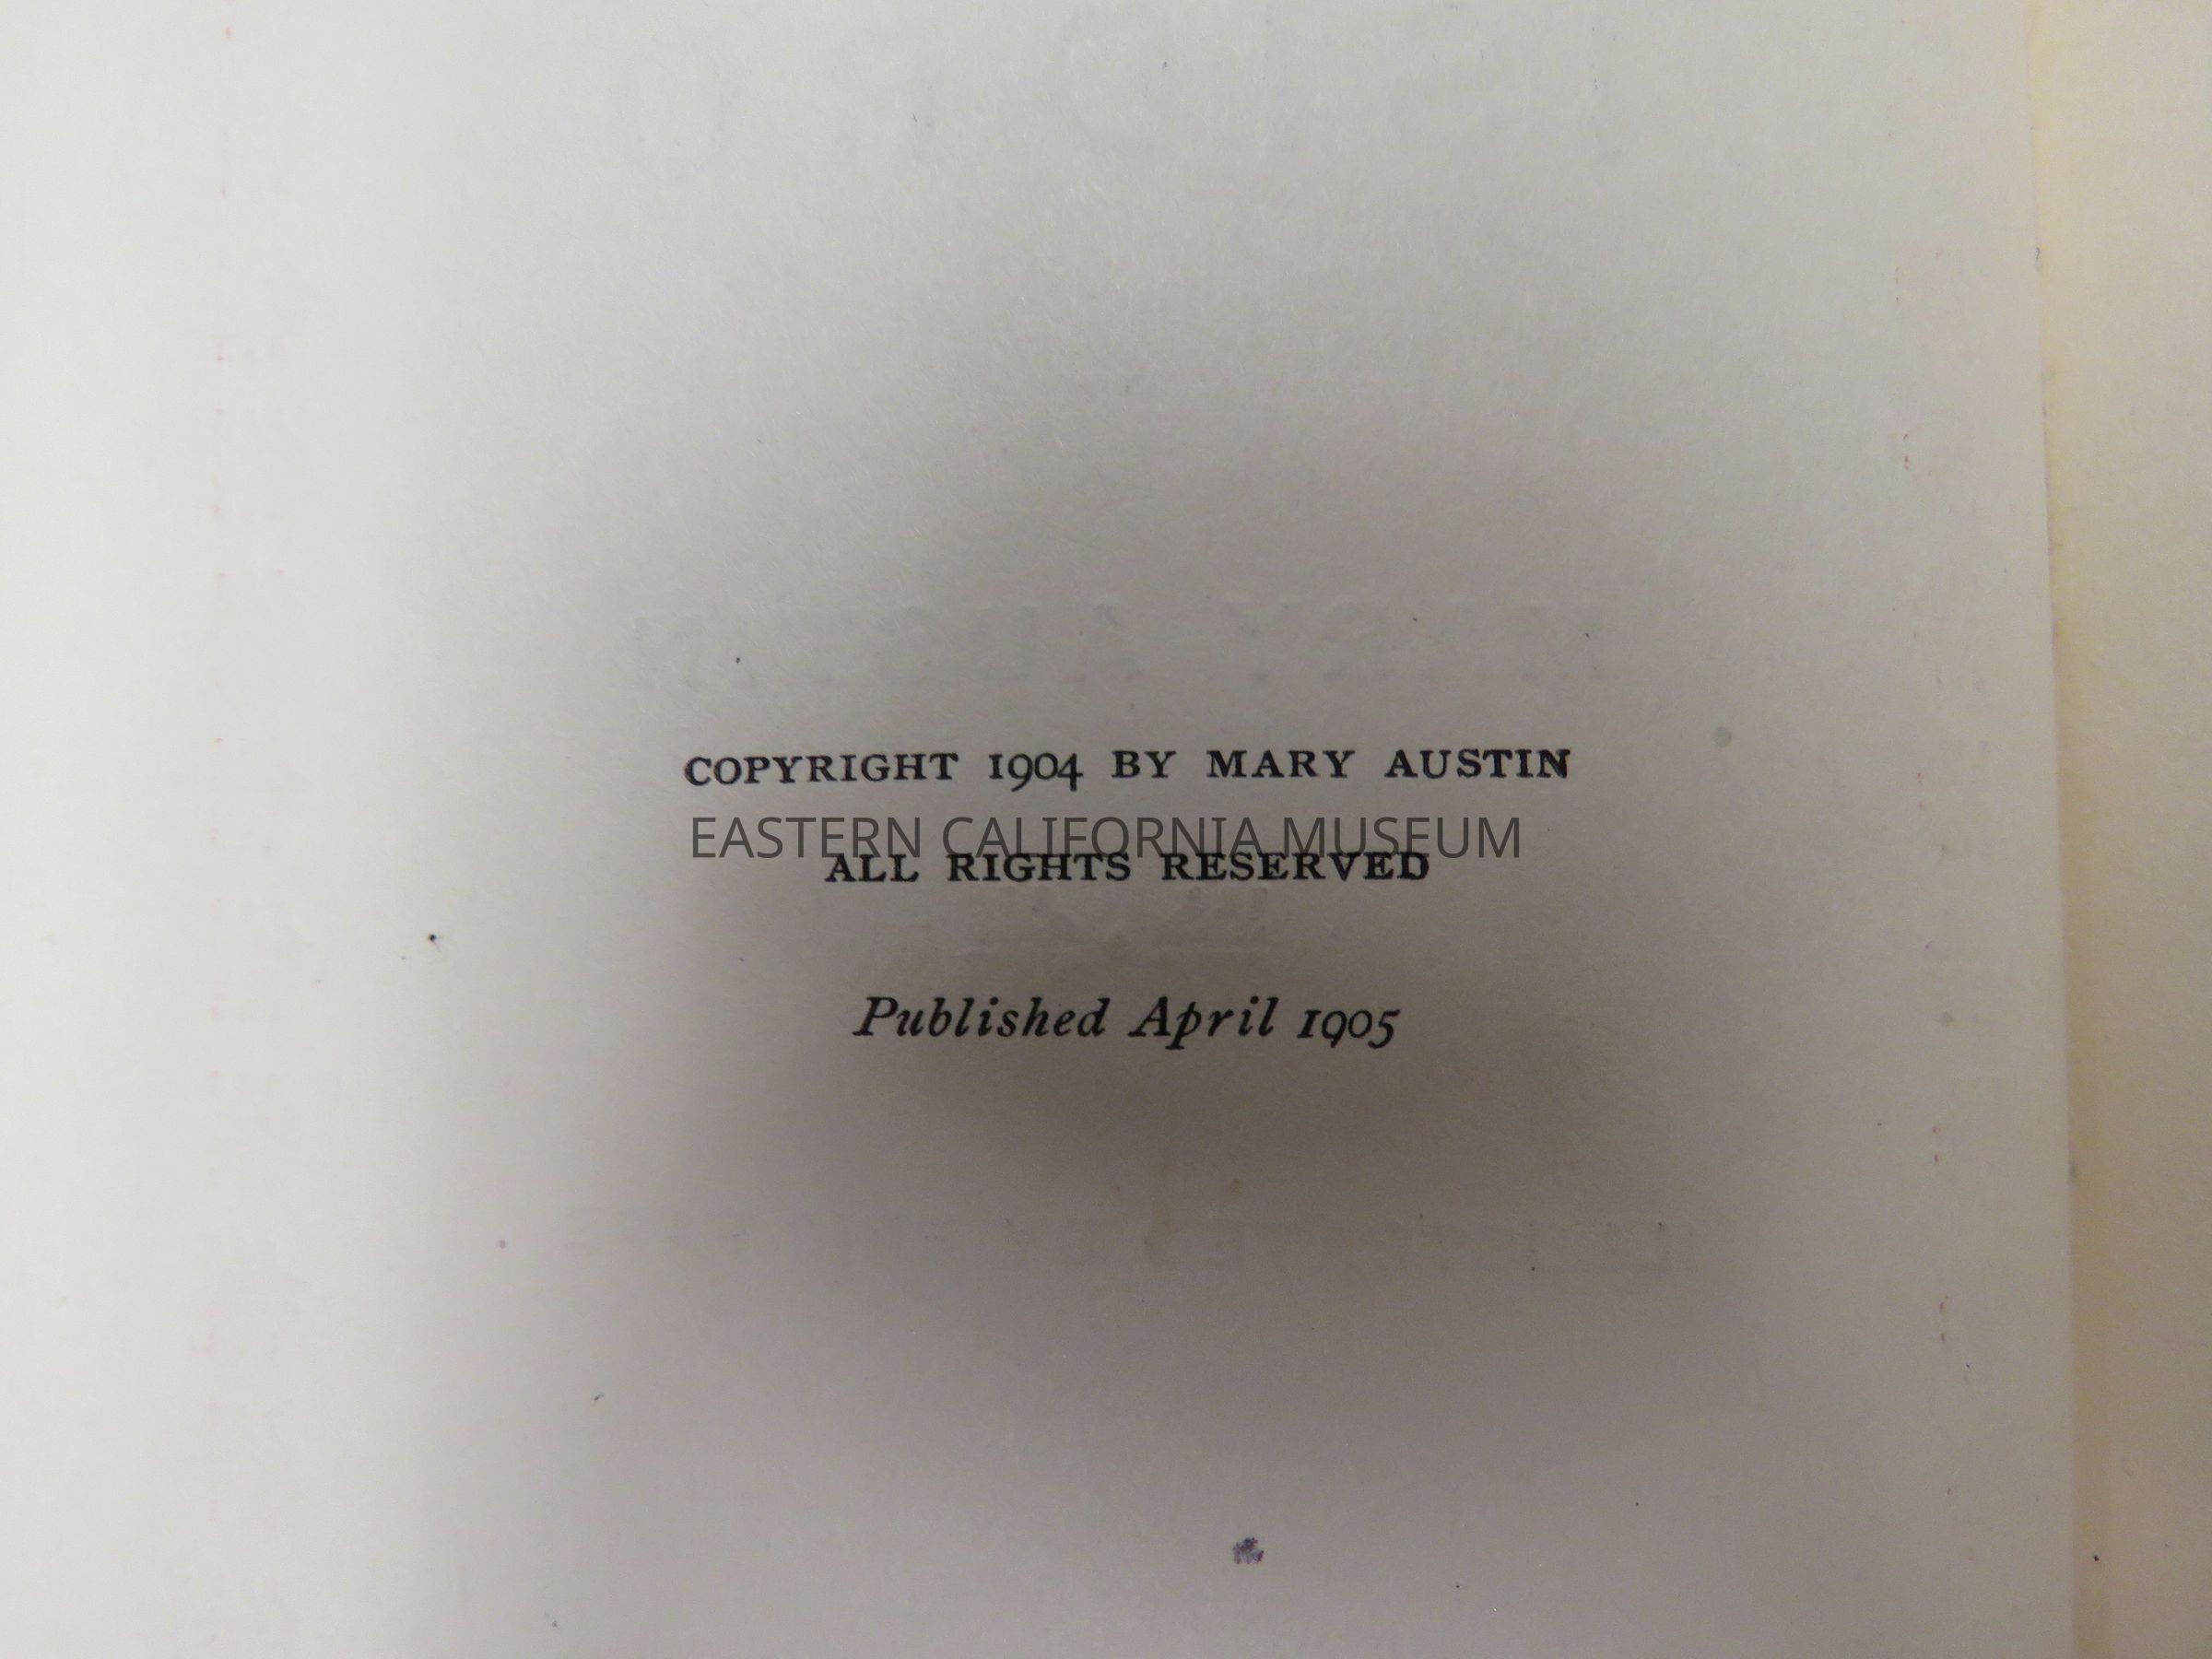 COPYRIGHT 1904 BY MARY AUSTIN
EASTERN CALIFORNIA MUSEUM
ALL RIGHTS RESERVED
Published April 1905